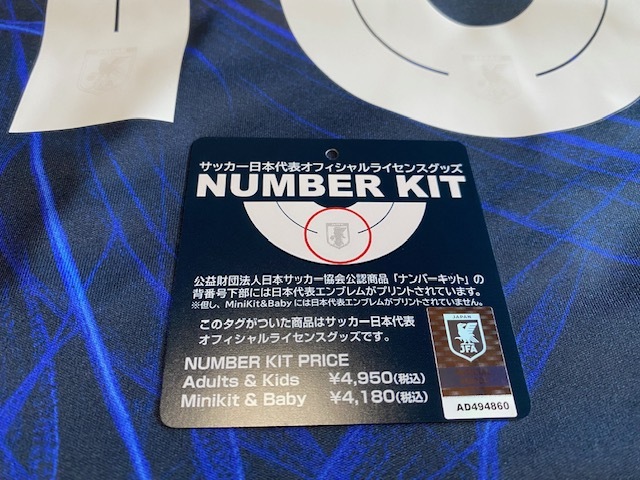 サッカー日本代表オフィシャルライセンスグッズ
NUMBER KIT
公益財団法人日本サッカー協会公認商品「ナンバーキット」の
背番号下部には日本代表エンブレムがプリントされています。
※但し、MiniKit&Babyには日本代表エンブレムがプリントされていません。
このタグがついた商品はサッカー日本代表
オフィシャルライセンスグッズです。
NUMBER KIT PRICE
Adults & Kids ¥4,950(税込)
Minikit & Baby ¥4,180(税込)
JAPAN
JFA
AD494860